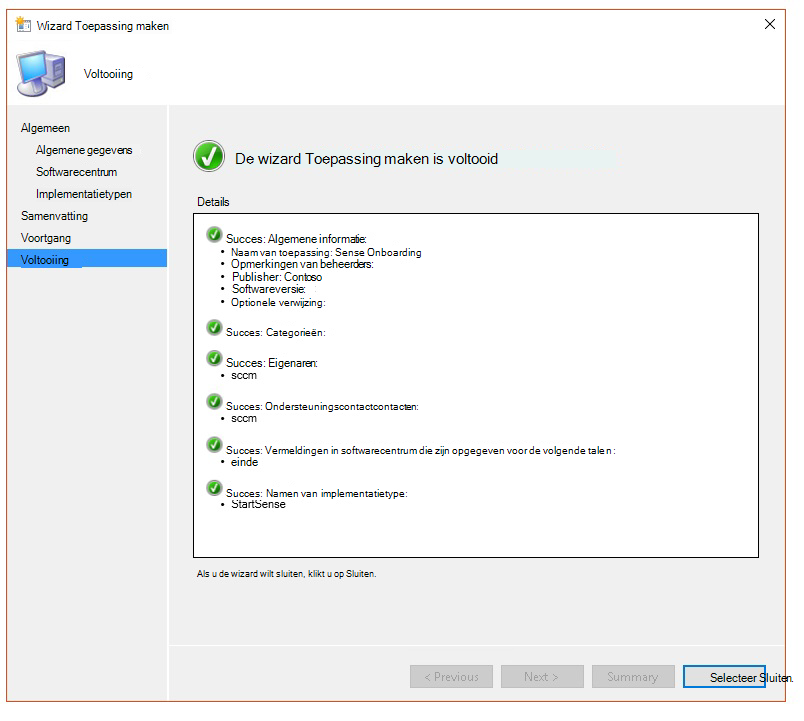 Wizard Toepassing maken
Voltooiing
Algemeen
Algemene gegevens
Softwarecentrum
Implementatietypen
Samenvatting
Voortgang
Voltooiing
De wizard Toepassing maken is voltooid
Details
Succes: Algemene informatie:
• Naam van toepassing: Sense Onboarding
• Opmerkingen van beheerders:
• Publisher: Contoso
• Softwareversie:
• Optionele verwijzing:
Succes: Categorieën:
Succes: Eigenaren:
• sccm
Succes: Ondersteuningscontactcontacten:
• sccm
Succes: Vermeldingen in softwarecentrum die zijn opgegeven voor de volgende talen:
• einde
Succes: Namen van implementatietype:
• StartSense
Als u de wizard wilt sluiten, klikt u op Sluiten.
< Previous
Next >
Summary
Selecteer Sluiten.